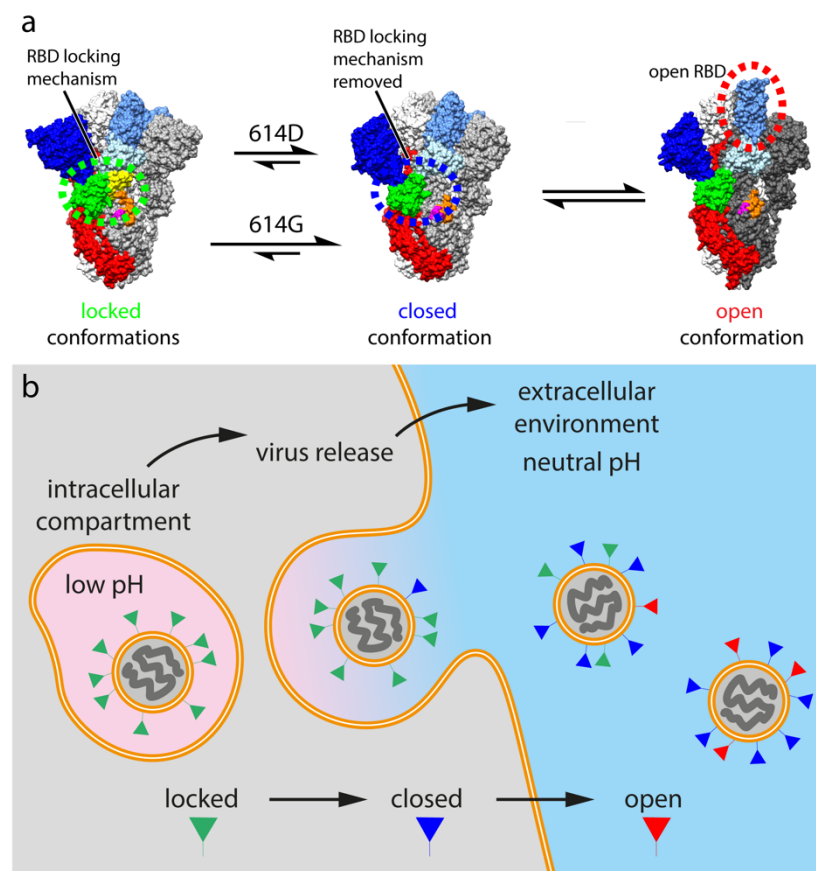 a
RBD locking
mechanism
RBD locking
mechanism
removed
open RBD
614D
614G
locked
conformations
closed
conformation
open
conformation
b
extracellular
environment
neutral pH
virus release
intracellular
compartment
low pH
locked
closed
open